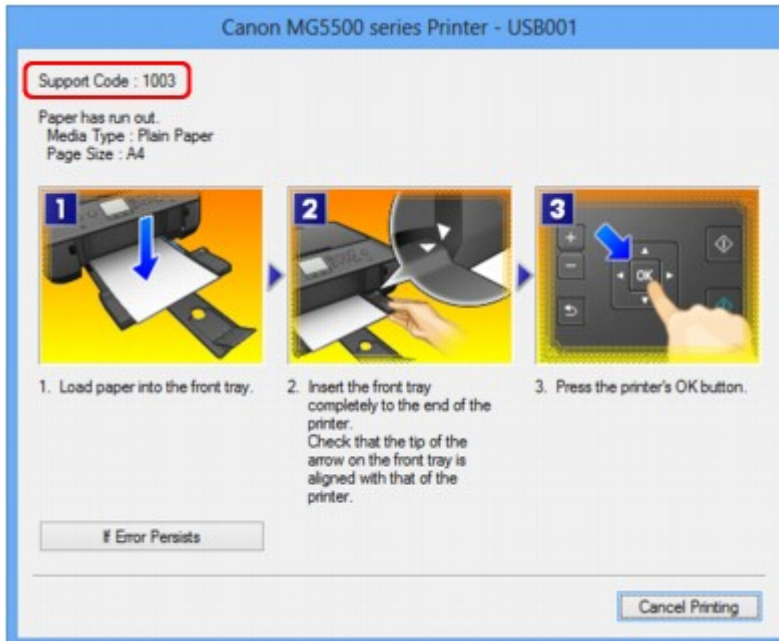 Canon MG5500 series Printer - USB001
Support Code : 1003
Paper has run out.
Media Type : Plain Paper
Page Size : A4
1
2
3
+
-
OK
1. Load paper into the front tray.
2. Insert the front tray
completely to the end of the
printer.
Check that the tip of the
arrow on the front tray is
aligned with that of the
printer.
3. Press the printer's OK button.
If Error Persists
Cancel Printing